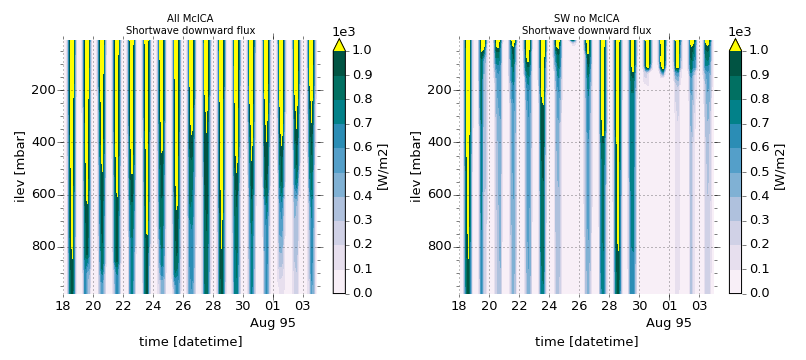 All McICA
Shortwave downward flux
1e3
1.0
0.9
0.8
0.7
0.6
0.5
0.4
0.3
0.2
0.1
0.0
[W/m2]
ilev [mbar]
200
400
600
800
18 20 22 24 26 28 30 01 03
Aug 95
time [datetime]
SW no McICA
Shortwave downward flux
1e3
1.0
0.9
0.8
0.7
0.6
0.5
0.4
0.3
0.2
0.1
0.0
[W/m2]
ilev [mbar]
200
400
600
800
18 20 22 24 26 28 30 01 03
Aug 95
time [datetime]